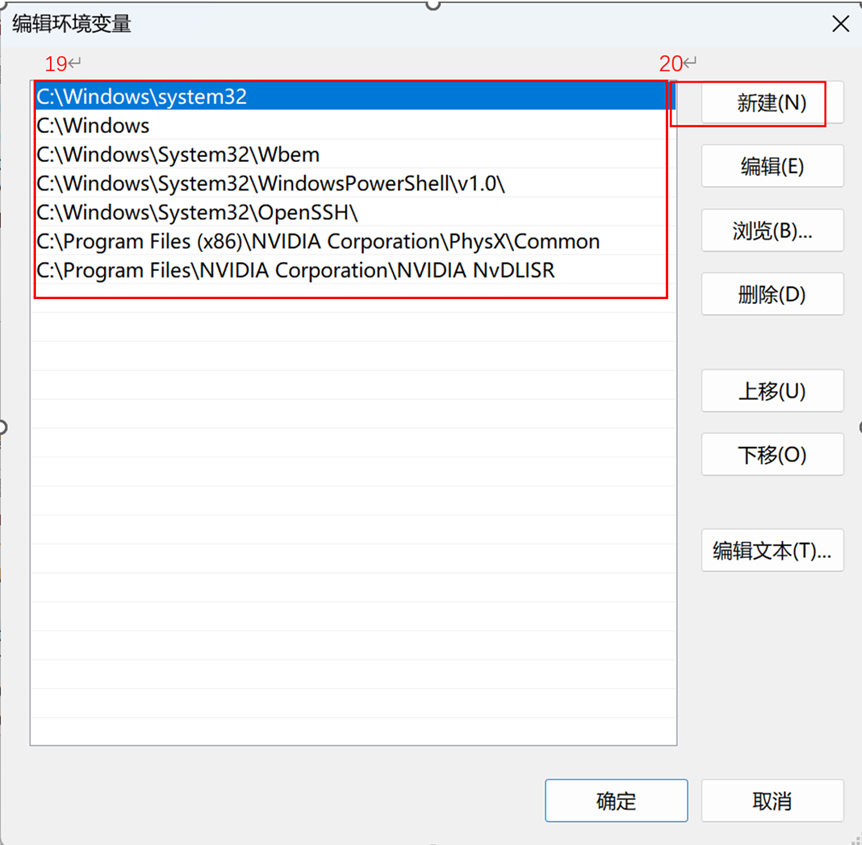 编辑环境变量
19
20
C:\Windows\system32
C:\Windows
C:\Windows\System32\Wbem
C:\Windows\System32\WindowsPowerShell\v1.0\
C:\Windows\System32\OpenSSH\
C:\Program Files (x86)\NVIDIA Corporation\PhysX\Common
C:\Program Files\NVIDIA Corporation\NVIDIA NvDLISR
新建(N)
编辑(E)
浏览(B)...
删除(D)
上移(U)
下移(O)
编辑文本(T)...
确定
取消